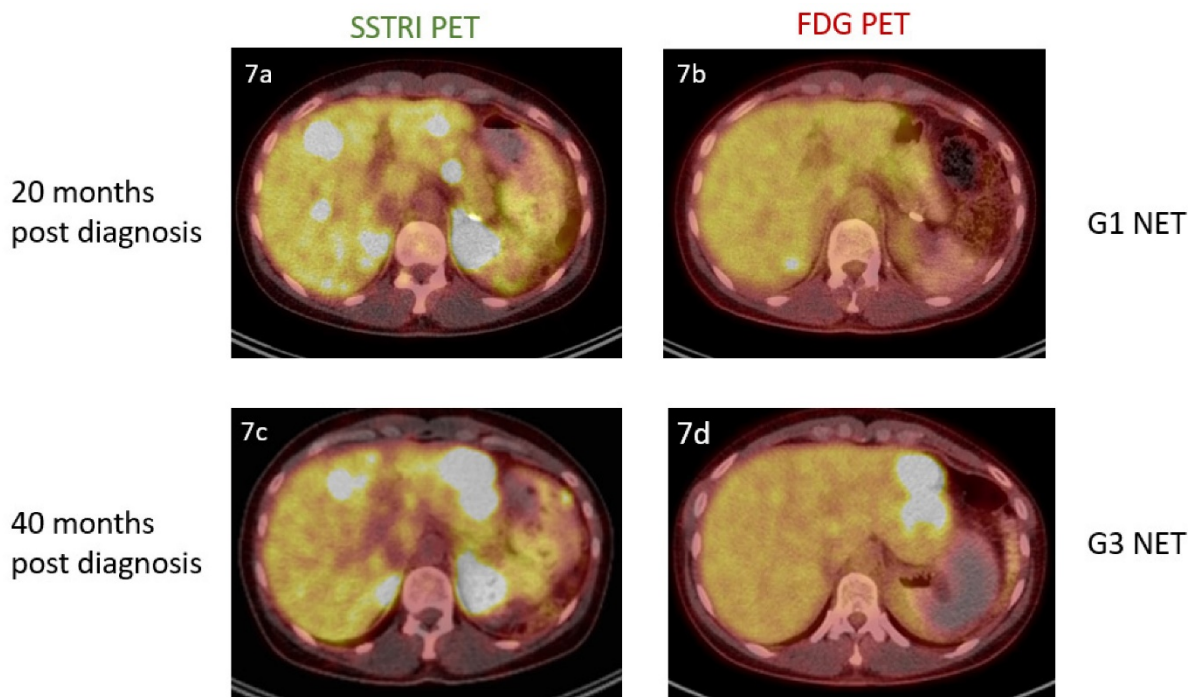 SSTRI PET
FDG PET
7a
7b
20 months
post diagnosis
G1 NET
7c
7d
40 months
post diagnosis
G3 NET